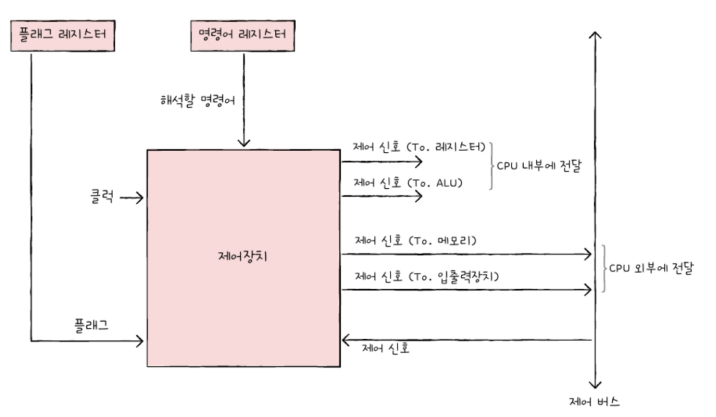 플래그 레지스터
명령어 레지스터
해석할 명령어
제어 신호 (To. 레지스터)
CPU 내부에 전달
제어 신호 (To. ALU)
클럭
제어 신호 (To. 메모리)
제어장치
CPU 외부에 전달
제어 신호 (To. 입출력장치)
플래그
제어 신호
제어 버스